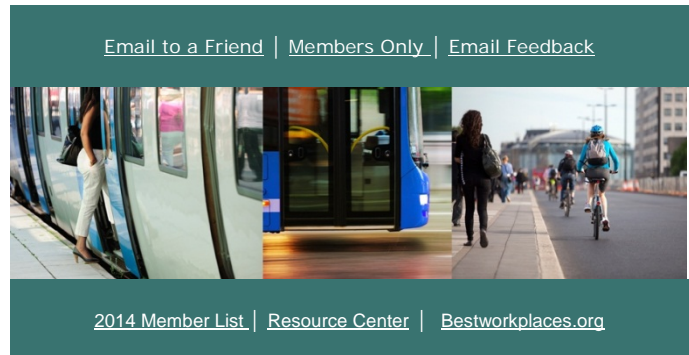 Email to a Friend | Members Only | Email Feedback
2014 Member List | Resource Center | Bestworkplaces.org